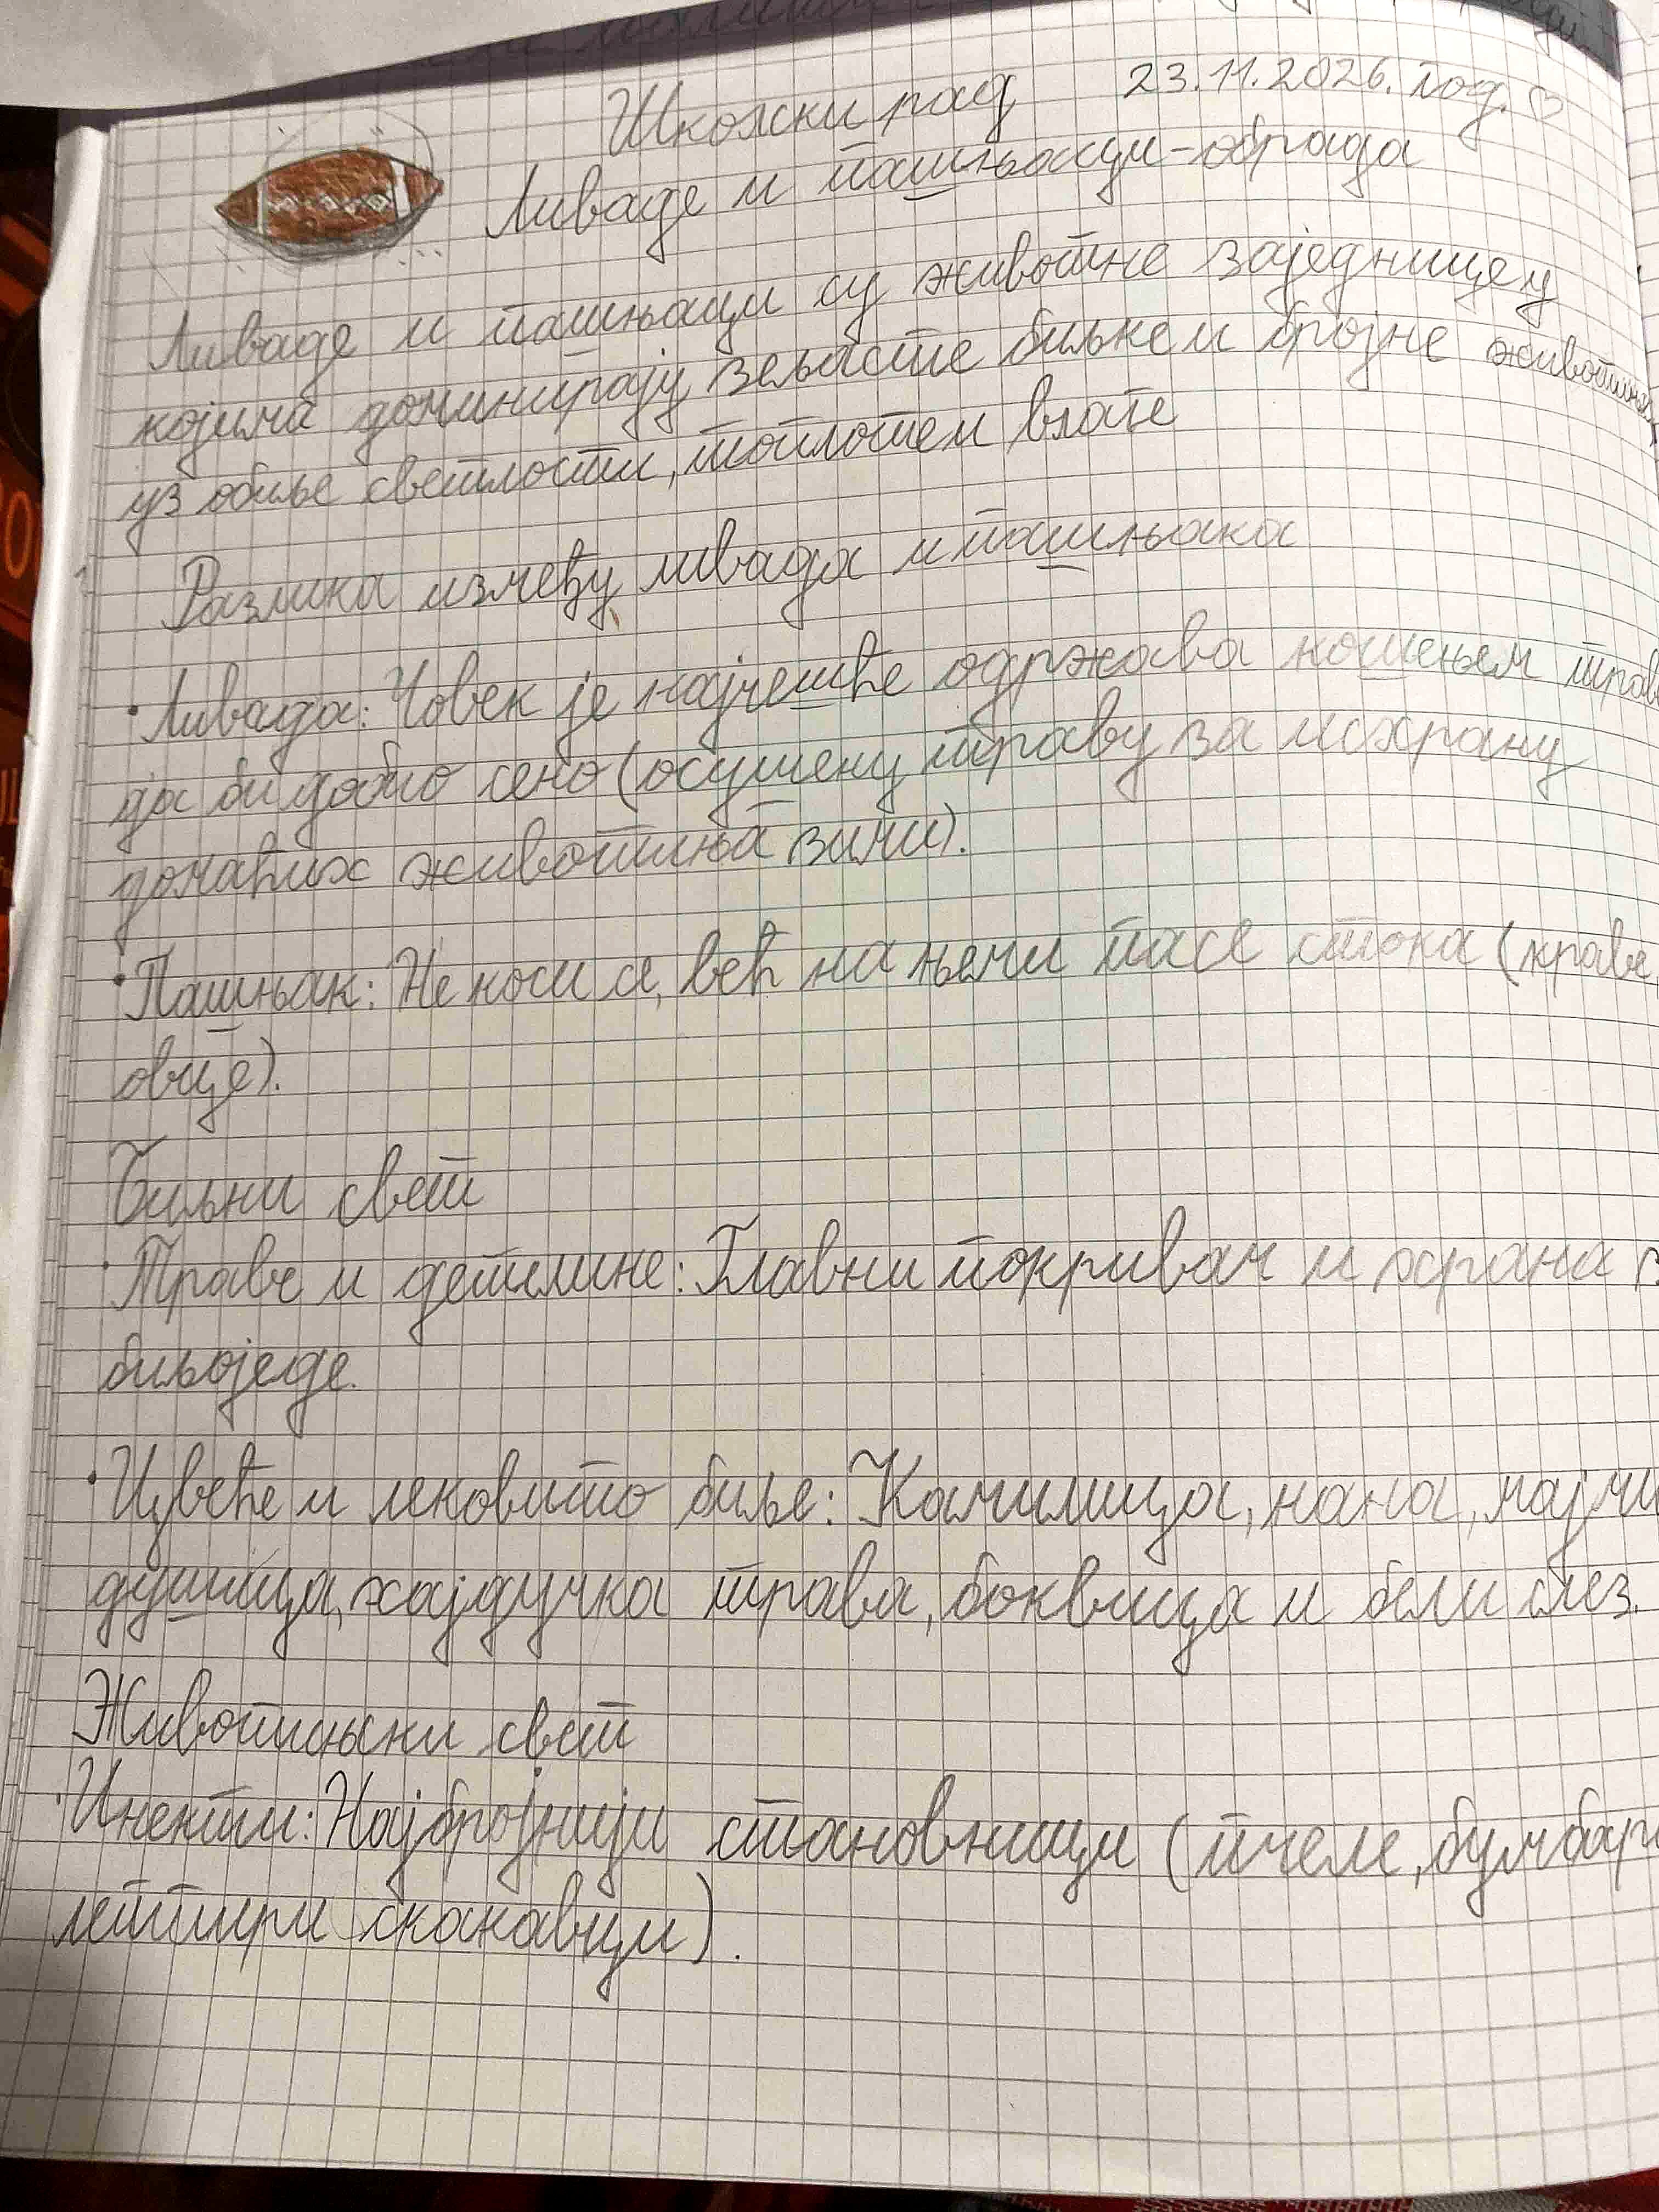 Школски рад 23.11.2026. год. ♡
Ливаде и пашњаци-обрада
Ливаде и пашњаци су животне заједнице у
којима доминирају зељасте биљке и бројне животиње
уз обиље светлости, топлоте и влаге
Разлика између ливада и пашњака
• Ливада: Човек је најчешће одржава кошењем
да би добио сено (осушену траву за исхрану
домаћих животиња зими).
• Пашњак: Не коси се, већ на њему пасе стока (краве,
овце).
Биљни свет
• Траве и детелине: Главни покривач и храна
биљоједе.
• Цвеће и лековито биље: Камилица, нана, мајчи
душица, хајдучка трава, боквица и бели слез.
Животињски свет
• Инекти: Најбројнији становници (пчеле, бумбари
лептири скакавци).